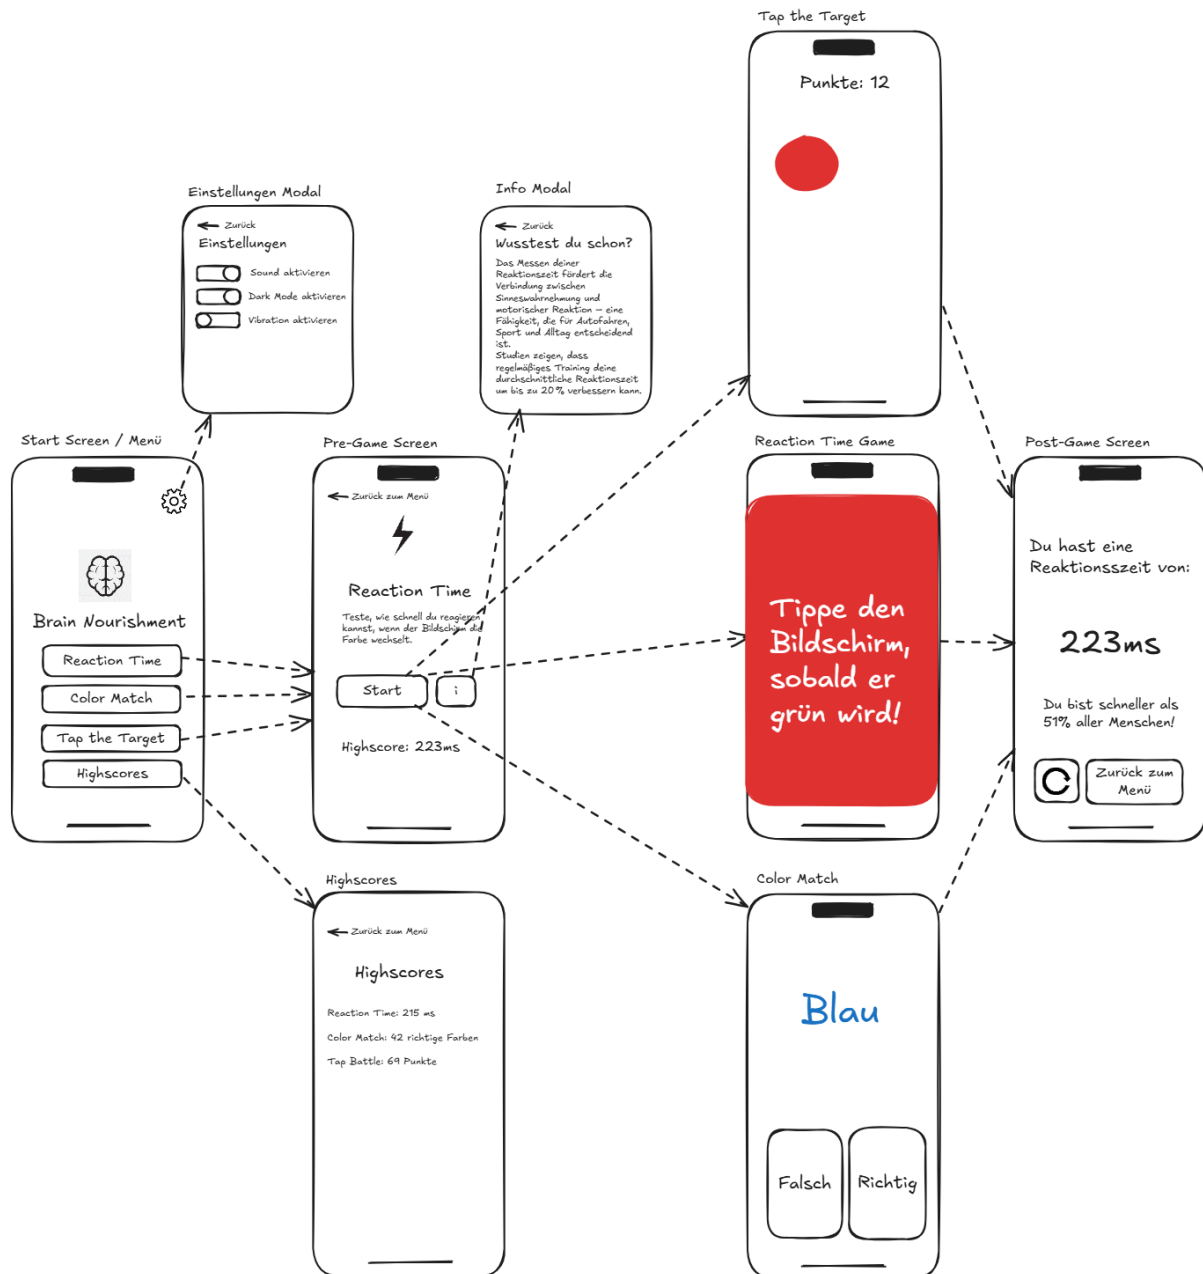 Tap the Target
Punkte: 12
Einstellungen Modal
Zurück
Einstellungen
Sound aktivieren
Dark Mode aktivieren
Vibration aktivieren
Info Modal
Zurück
Wusstest du schon?
Das Messen deiner
Reaktionszeit fördert die
Verbindung zwischen
Sinneswahrnehmung und
motorischer Reaktion – eine
Fähigkeit, die für Autofahren,
Sport und Alltag entscheidend
ist.
Studien zeigen, dass
regelmäßiges Training deine
durchschnittliche Reaktionszeit
um bis zu 20% verbessern kann.
Start Screen / Menü
Brain Nourishment
Reaction Time
Color Match
Tap the Target
Highscores
Pre-Game Screen
Zurück zum Menü
Reaction Time
Teste, wie schnell du reagieren
kannst, wenn der Bildschirm die
Farbe wechselt.
Start
i
Highscore: 223ms
Reaction Time Game
Tippe den
Bildschirm,
sobald er
grün wird!
Post-Game Screen
Du hast eine
Reaktionsszeit von:
223ms
Du bist schneller als
51% aller Menschen!
Zurück zum
Menü
Highscores
Zurück zum Menü
Highscores
Reaction Time: 215 ms
Color Match: 42 richtige Farben
Tap Battle: 69 Punkte
Color Match
Blau
Falsch
Richtig